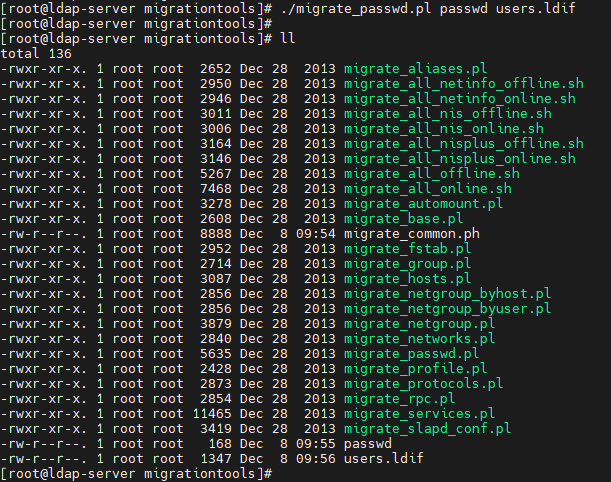 [root@ldap-server migrationtools]# ./migrate_passwd.pl passwd users.ldif
[root@ldap-server migrationtools]#
[root@ldap-server migrationtools]# ll
total 136
-rwxr-xr-x. 1 root root  2652 Dec 28  2013 migrate_aliases.pl
-rwxr-xr-x. 1 root root  2950 Dec 28  2013 migrate_all_netinfo_offline.sh
-rwxr-xr-x. 1 root root  2946 Dec 28  2013 migrate_all_netinfo_online.sh
-rwxr-xr-x. 1 root root  3011 Dec 28  2013 migrate_all_nis_offline.sh
-rwxr-xr-x. 1 root root  3006 Dec 28  2013 migrate_all_nis_online.sh
-rwxr-xr-x. 1 root root  3164 Dec 28  2013 migrate_all_nisplus_offline.sh
-rwxr-xr-x. 1 root root  3146 Dec 28  2013 migrate_all_nisplus_online.sh
-rwxr-xr-x. 1 root root  5267 Dec 28  2013 migrate_all_offline.sh
-rwxr-xr-x. 1 root root  7468 Dec 28  2013 migrate_all_online.sh
-rwxr-xr-x. 1 root root  3278 Dec 28  2013 migrate_automount.pl
-rwxr-xr-x. 1 root root  2608 Dec 28  2013 migrate_base.pl
-rw-r--r--. 1 root root  8888 Dec  8 09:54 migrate_common.ph
-rwxr-xr-x. 1 root root  2952 Dec 28  2013 migrate_fstab.pl
-rwxr-xr-x. 1 root root  2714 Dec 28  2013 migrate_group.pl
-rwxr-xr-x. 1 root root  3087 Dec 28  2013 migrate_hosts.pl
-rwxr-xr-x. 1 root root  2856 Dec 28  2013 migrate_netgroup_byhost.pl
-rwxr-xr-x. 1 root root  2856 Dec 28  2013 migrate_netgroup_byuser.pl
-rwxr-xr-x. 1 root root  3879 Dec 28  2013 migrate_netgroup.pl
-rwxr-xr-x. 1 root root  2840 Dec 28  2013 migrate_networks.pl
-rwxr-xr-x. 1 root root  5635 Dec 28  2013 migrate_passwd.pl
-rwxr-xr-x. 1 root root  2428 Dec 28  2013 migrate_profile.pl
-rwxr-xr-x. 1 root root  2873 Dec 28  2013 migrate_protocols.pl
-rwxr-xr-x. 1 root root  2854 Dec 28  2013 migrate_rpc.pl
-rwxr-xr-x. 1 root root 11465 Dec 28  2013 migrate_services.pl
-rwxr-xr-x. 1 root root  3419 Dec 28  2013 migrate_slapd_conf.pl
-rw-r--r--. 1 root root   168 Dec  8 09:55 passwd
-rw-r--r--. 1 root root  1347 Dec  8 09:56 users.ldif
[root@ldap-server migrationtools]#